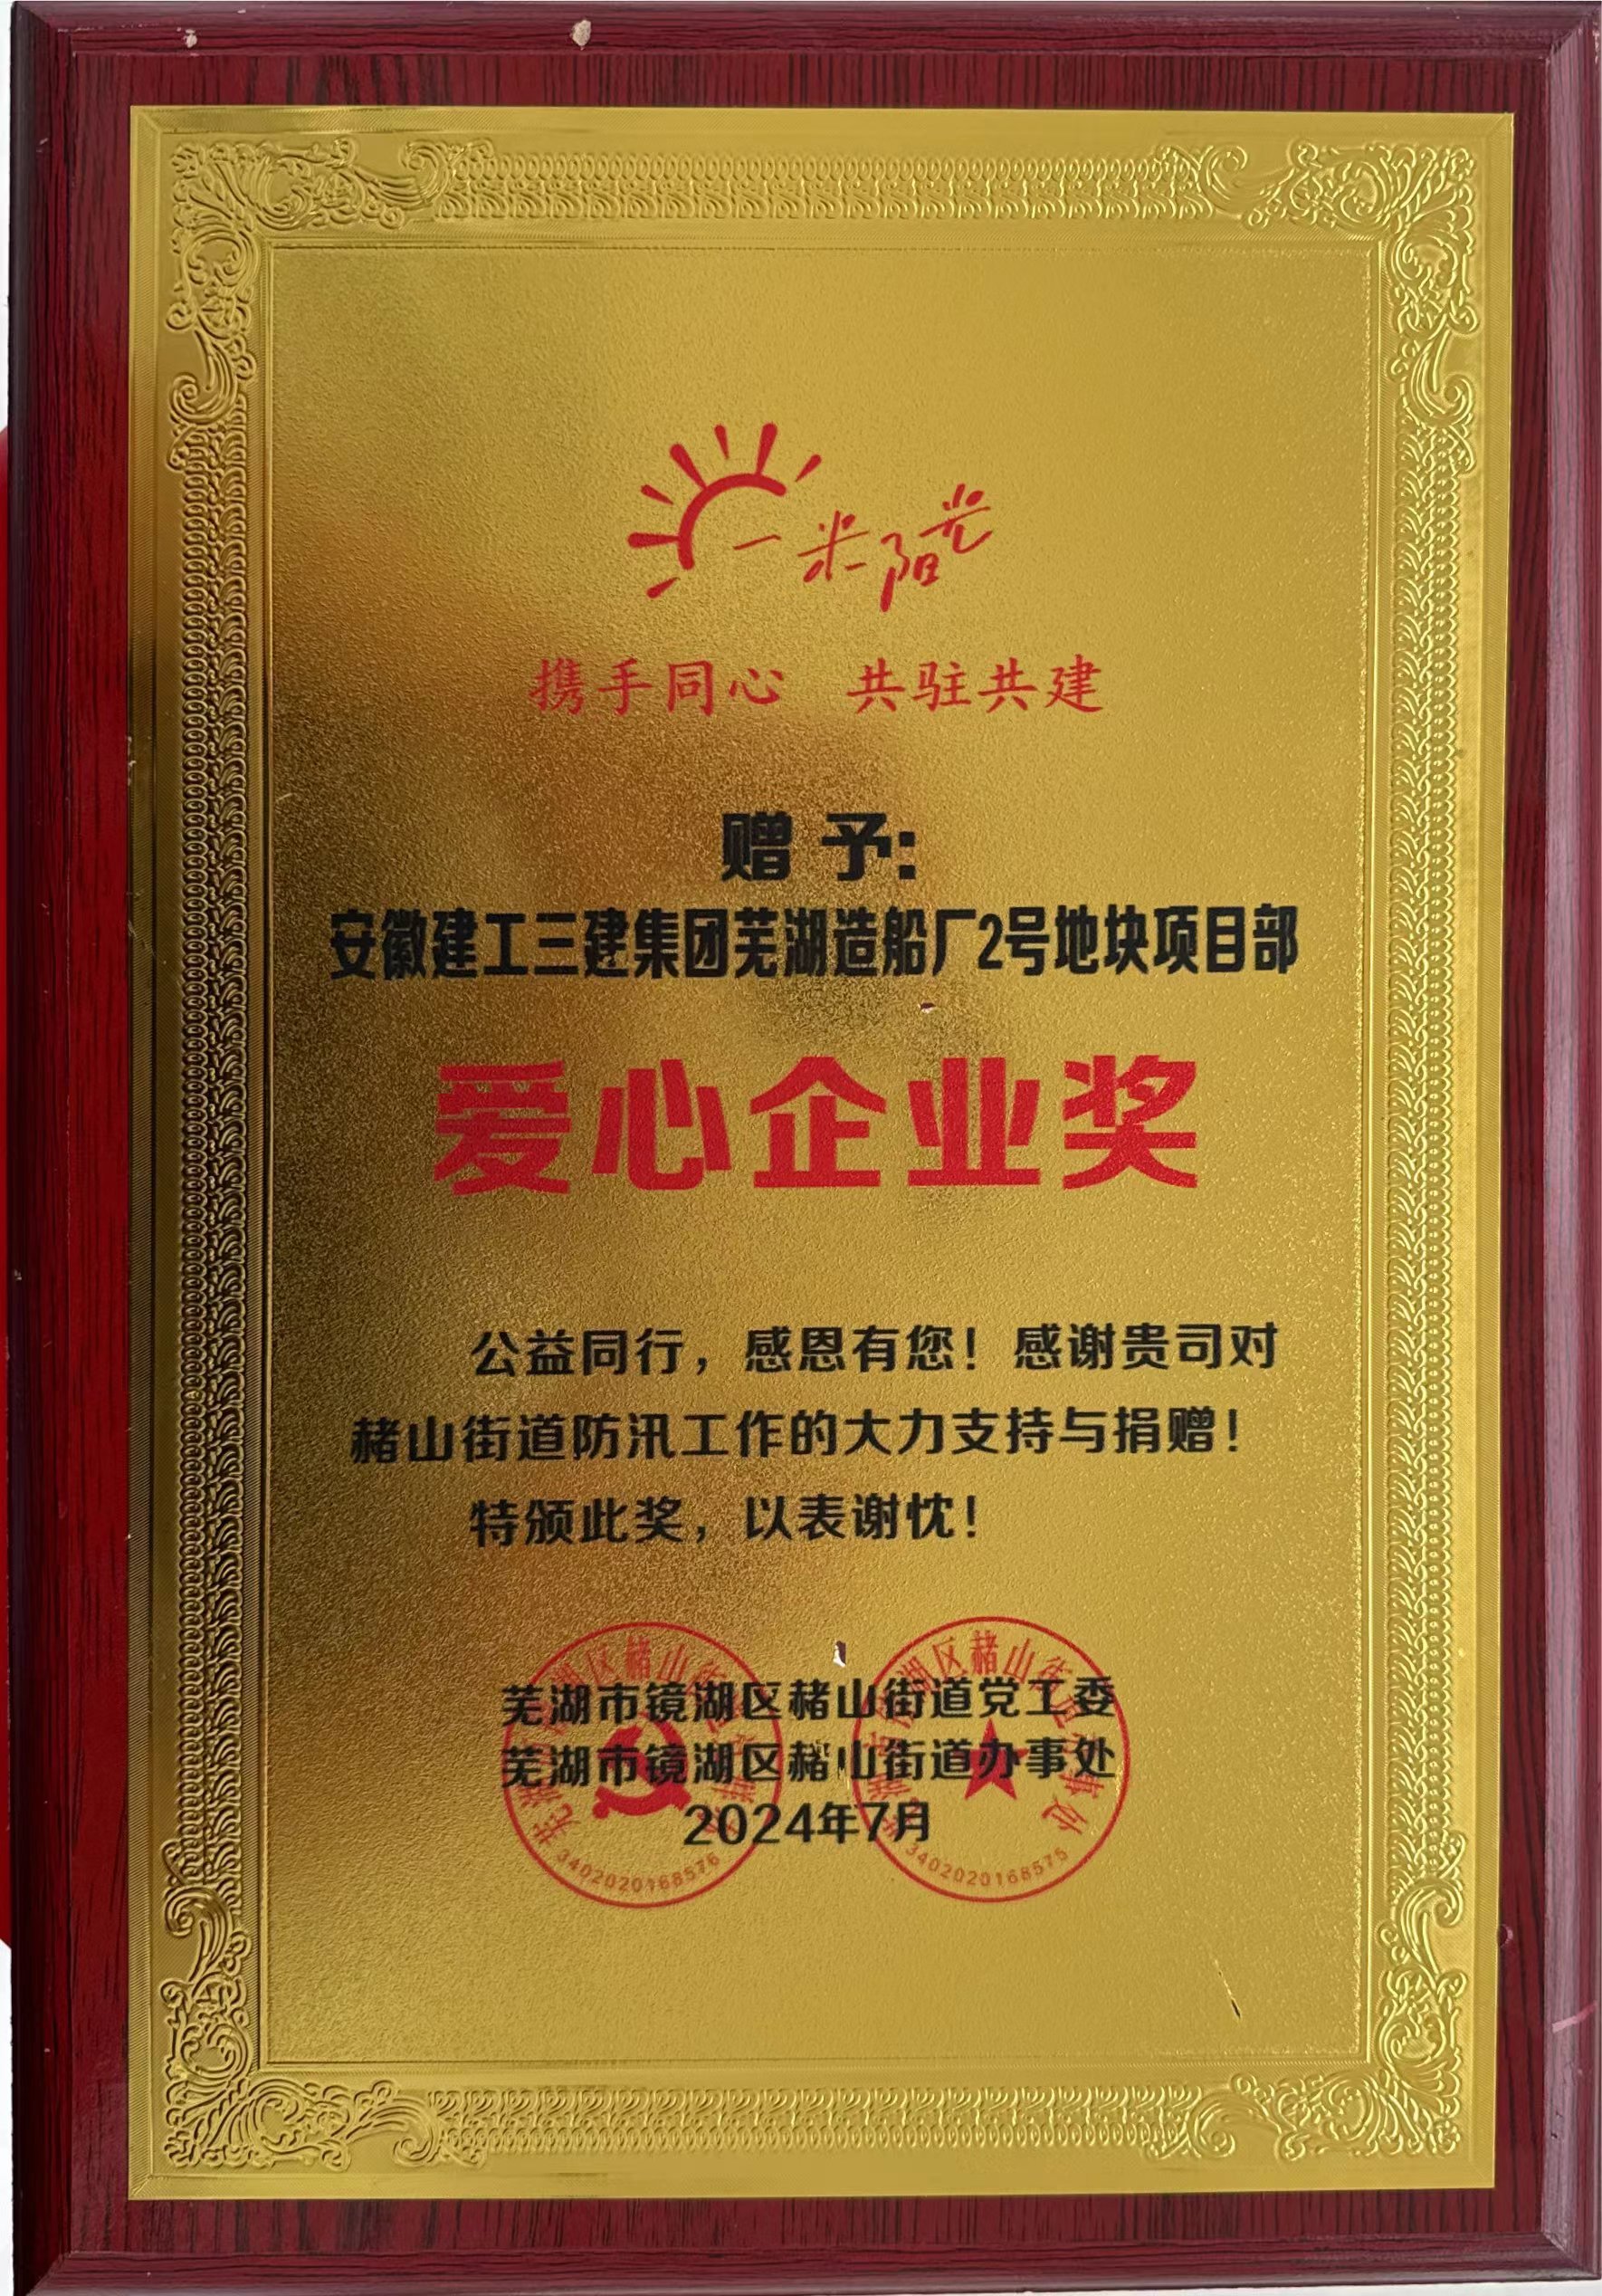 一米阳光
携手同心 共驻共建
赠 予:
安徽建工三建集团芜湖造船厂2号地块项目部
爱心企业奖
公益同行，感恩有您！感谢贵司对
赭山街道防汛工作的大力支持与捐赠！
特颁此奖，以表谢忱！
芜湖市镜湖区赭山街道党工委
芜湖市镜湖区赭山街道办事处
2024年7月
3402020168576
3402020168575